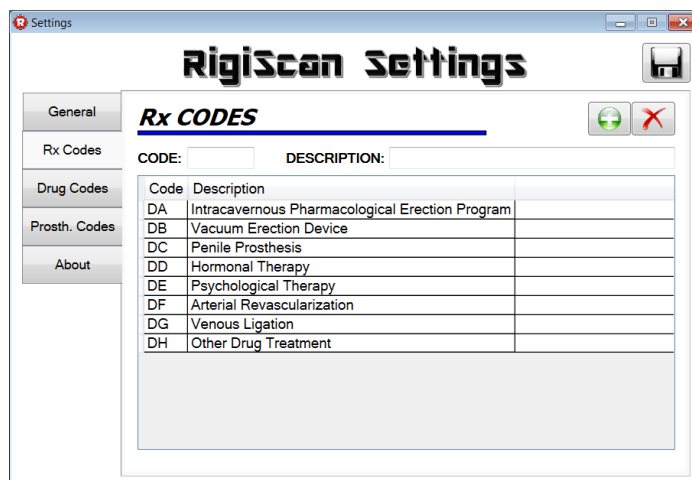 Settings
RigiScan Settings
General
Rx Codes
Drug Codes
Prosth. Codes
About
Rx CODES
CODE: DESCRIPTION:
Code Description
DA Intracavernous Pharmacological Erection Program
DB Vacuum Erection Device
DC Penile Prosthesis
DD Hormonal Therapy
DE Psychological Therapy
DF Arterial Revascularization
DG Venous Ligation
DH Other Drug Treatment